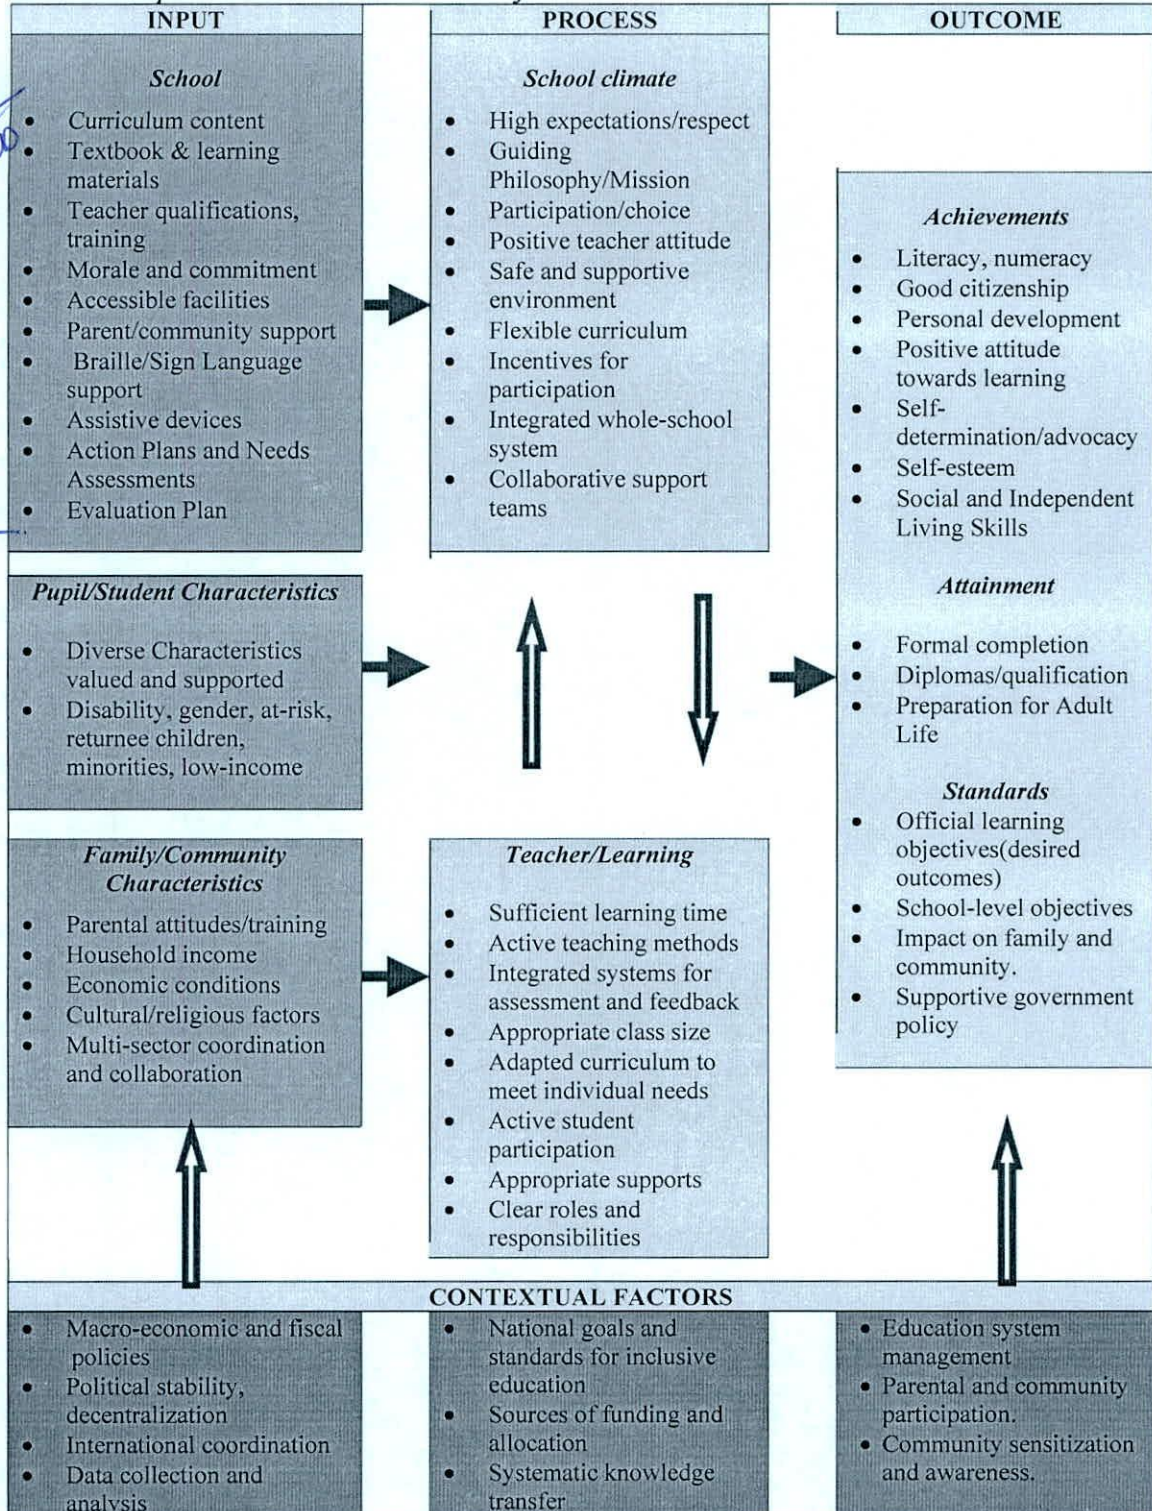 INPUT
School
• Curriculum content
• Textbook & learning
materials
• Teacher qualifications,
training
• Morale and commitment
• Accessible facilities
• Parent/community support
• Braille/Sign Language
support
• Assistive devices
• Action Plans and Needs
Assessments
• Evaluation Plan
Pupil/Student Characteristics
• Diverse Characteristics
valued and supported
• Disability, gender, at-risk,
returnee children,
minorities, low-income
Family/Community
Characteristics
• Parental attitudes/training
• Household income
• Economic conditions
• Cultural/religious factors
• Multi-sector coordination
and collaboration
PROCESS
School climate
• High expectations/respect
• Guiding
Philosophy/Mission
• Participation/choice
• Positive teacher attitude
• Safe and supportive
environment
• Flexible curriculum
• Incentives for
participation
• Integrated whole-school
system
• Collaborative support
teams
Teacher/Learning
• Sufficient learning time
• Active teaching methods
• Integrated systems for
assessment and feedback
• Appropriate class size
• Adapted curriculum to
meet individual needs
• Active student
participation
• Appropriate supports
• Clear roles and
responsibilities
OUTCOME
Achievements
• Literacy, numeracy
• Good citizenship
• Personal development
• Positive attitude
towards learning
• Self-
determination/advocacy
• Self-esteem
• Social and Independent
Living Skills
Attainment
• Formal completion
• Diplomas/qualification
• Preparation for Adult
Life
Standards
• Official learning
objectives(desired
outcomes)
• School-level objectives
• Impact on family and
community.
• Supportive government
policy
CONTEXTUAL FACTORS
• Macro-economic and fiscal
policies
• Political stability,
decentralization
• International coordination
• Data collection and
analysis
• National goals and
standards for inclusive
education
• Sources of funding and
allocation
• Systematic knowledge
transfer
• Education system
management
• Parental and community
participation.
• Community sensitization
and awareness.